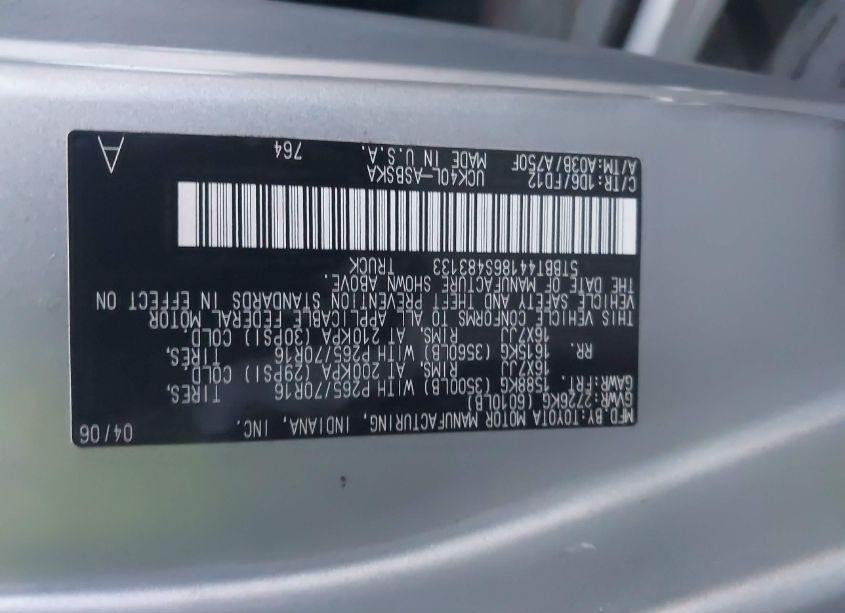 MFD BY:TOYOTA MOTOR MANUFACTURING, INDIANA, INC. 04/06
GVWR:2726KG (6010LB)
GAWR:FRT. 1588KG (3500LB) WITH P265/70R16 TIRES,
16X7JJ RIMS, AT 200KPA (29PSI) COLD
RR. 1615KG (3560LB) WITH P265/70R16 TIRES,
16X7JJ RIMS, AT 210KPA (30PSI) COLD.
THIS VEHICLE CONFORMS TO ALL APPLICABLE FEDERAL MOTOR
VEHICLE SAFETY AND THEFT PREVENTION STANDARDS IN EFFECT ON
THE DATE OF MANUFACTURE SHOWN ABOVE.
5TBBT44186S483133 TRUCK
C/TR:1D6/FD12 UCK40L-ASBSKA
A/TM:A03B/A750F MADE IN U.S.A. 764 A